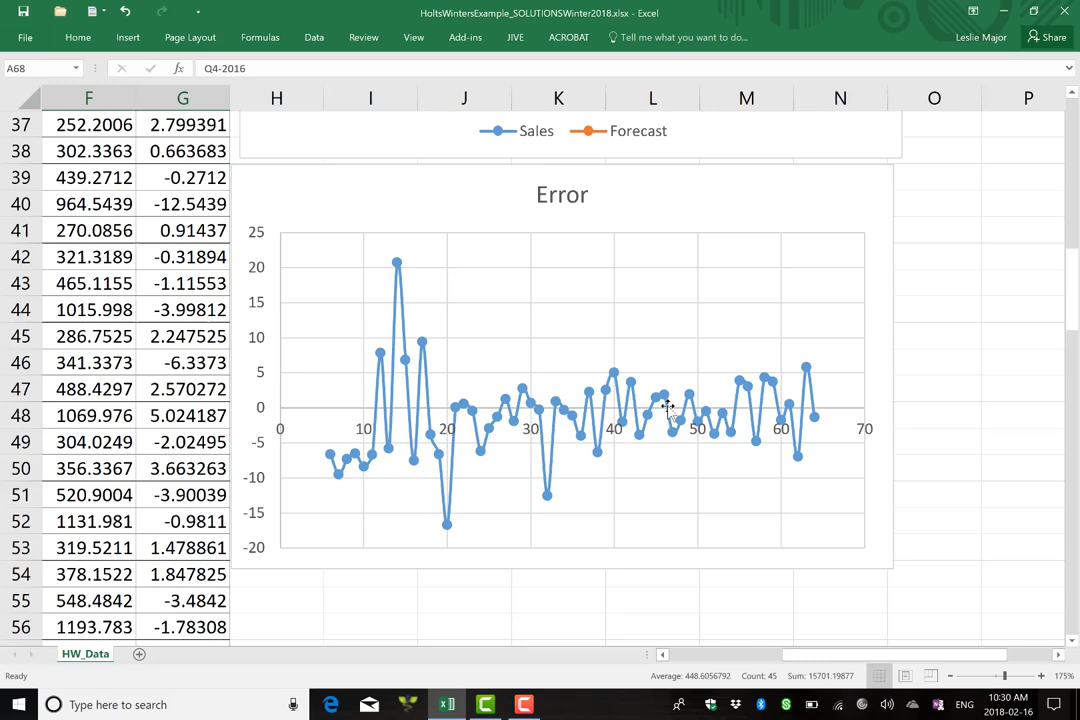 HoltsWintersExample_SOLUTIONSWinter2018.xlsx - Excel
File Home Insert Page Layout Formulas Data Review View Add-ins JIVE ACROBAT Tell me what you want to do... Leslie Major Share
A68 fx Q4-2016
F G H I J K L M N O P
37 252.2006 2.799391
Sales Forecast
38 302.3363 0.663683
39 439.2712 -0.2712
40 964.5439 -12.5439
41 270.0856 0.91437
42 321.3189 -0.31894
43 465.1155 -1.11553
44 1015.998 -3.99812
45 286.7525 2.247525
46 341.3373 -6.3373
47 488.4297 2.570272
48 1069.976 5.024187
49 304.0249 -2.02495
50 356.3367 3.663263
51 520.9004 -3.90039
52 1131.981 -0.9811
53 319.5211 1.478861
54 378.1522 1.847825
55 548.4842 -3.4842
56 1193.783 -1.78308
Error
25
20
15
10
5
0
0 10 20 30 40 50 60 70
-5
-10
-15
-20
HW_Data
Ready Average: 448.6056792 Count: 45 Sum: 15701.19877 175%
Type here to search ENG 10:30 AM
2018-02-16